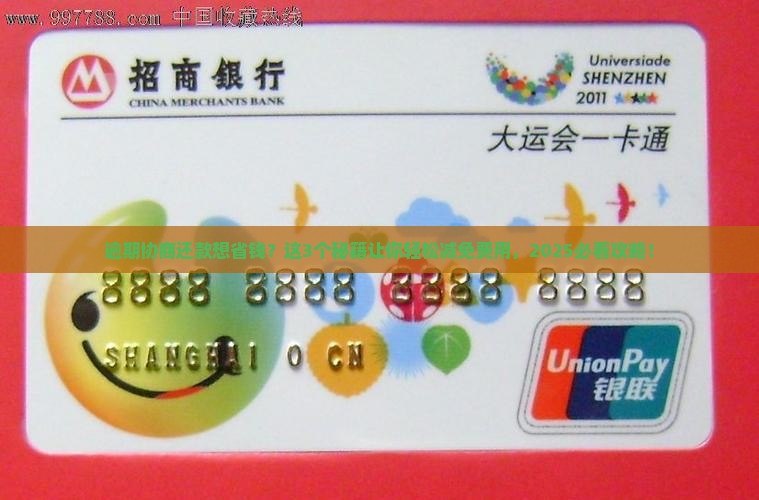 www.997788.com 中国收藏热线
招商银行
CHINA MERCHANTS BANK
Universiade
SHENZHEN
2011
大运会一卡通
逾期协商还款想省钱？这3个秘籍让你轻松减免费用，2025必看攻略！
8888 8888 8888 8888
SHANGHAI 0 CN
UnionPay
银联